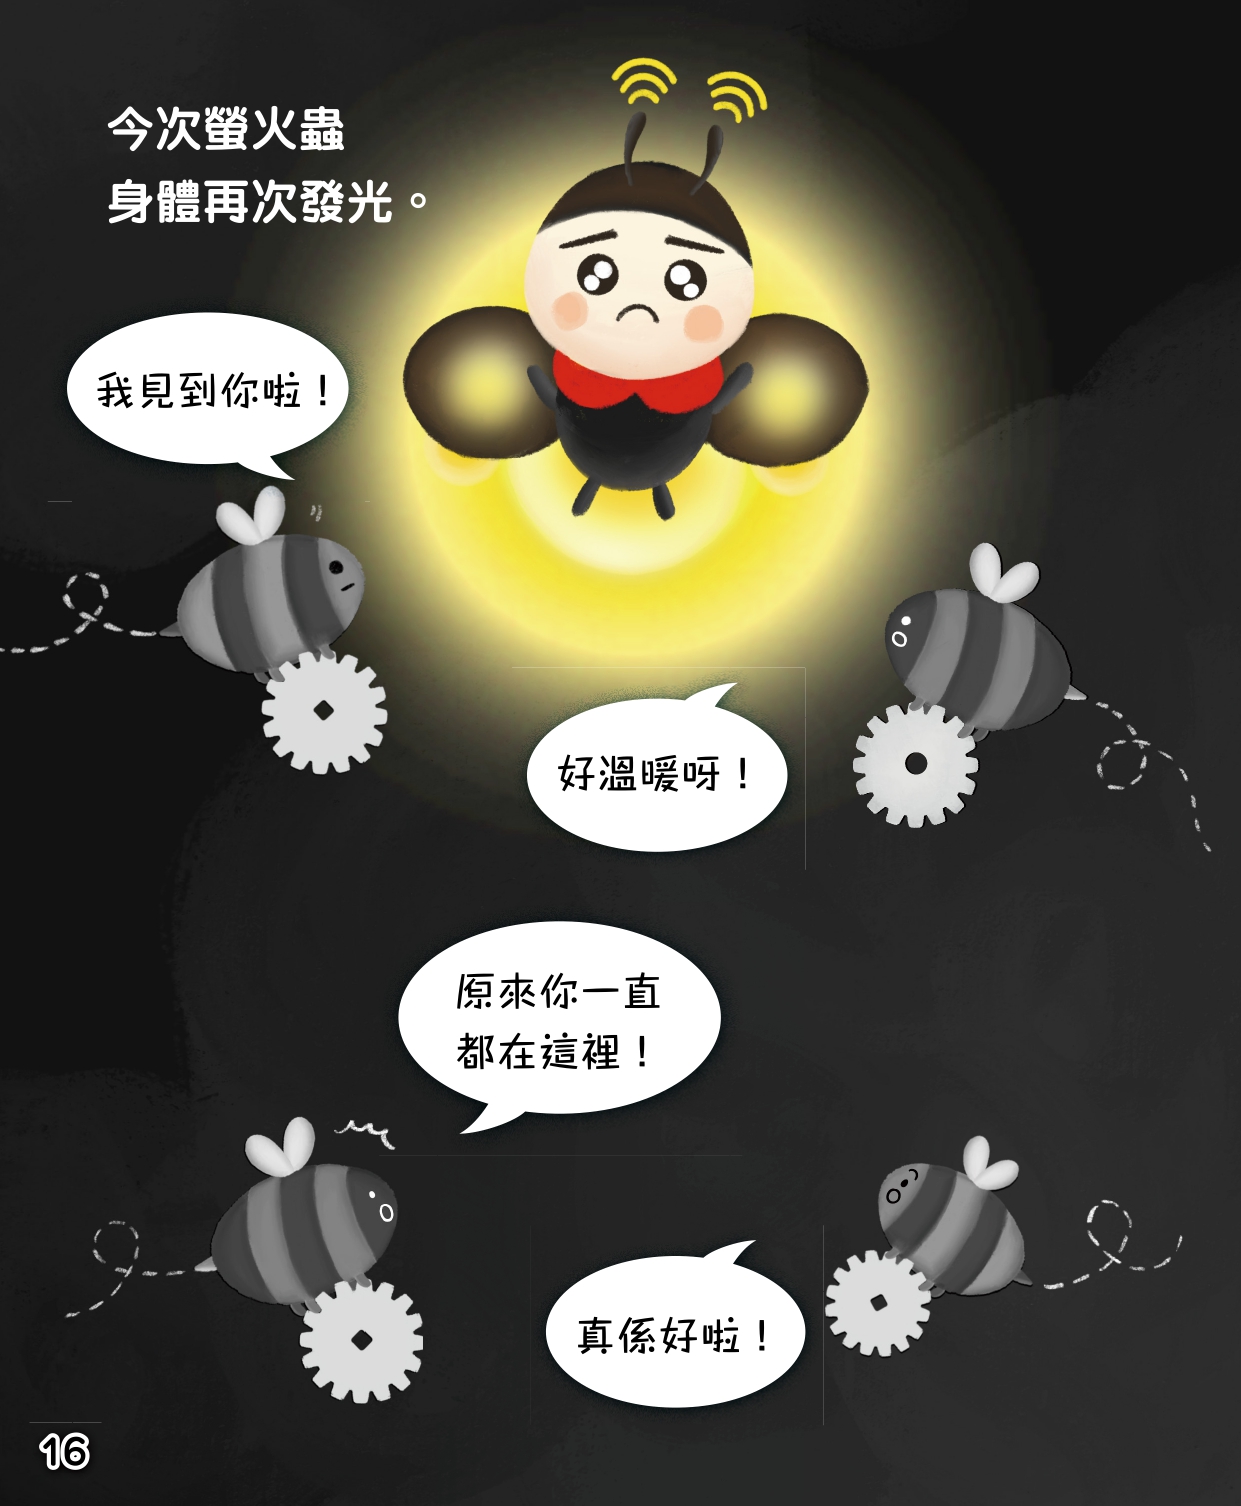 今次螢火蟲
身體再次發光。
我見到你啦！
好溫暖呀！
原來你一直
都在這裡！
真係好啦！
16